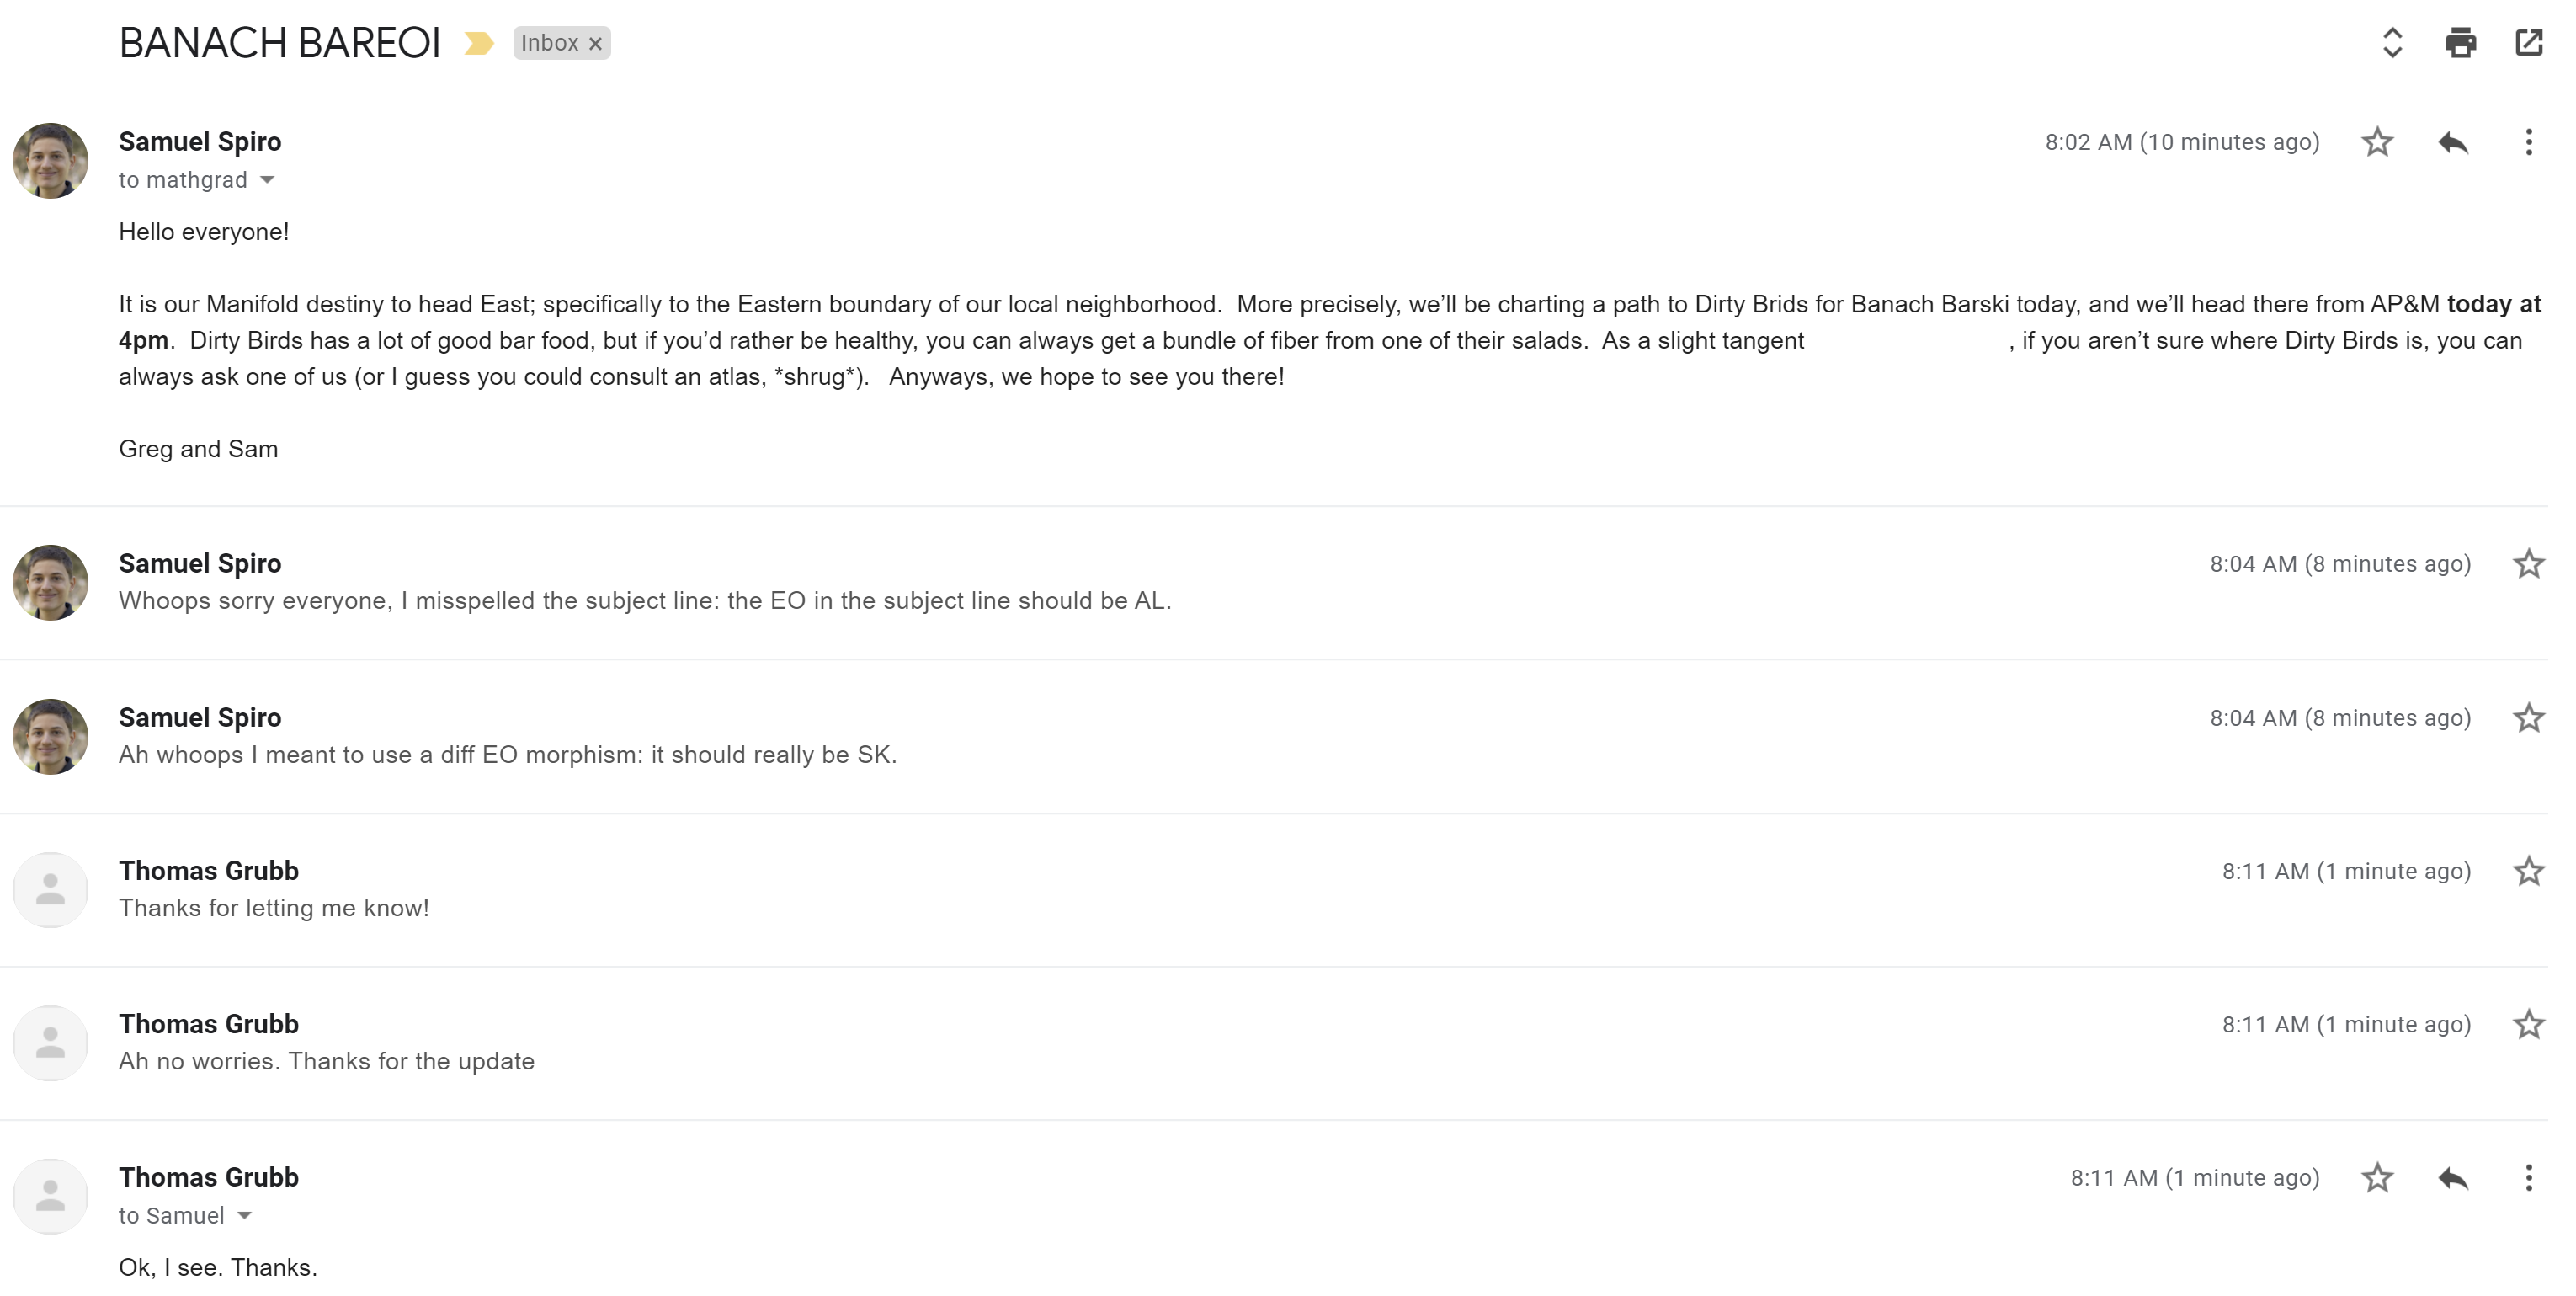 BANACH BAREOI Inbox ×
Samuel Spiro 8:02 AM (10 minutes ago)
to mathgrad
Hello everyone!
It is our Manifold destiny to head East; specifically to the Eastern boundary of our local neighborhood.  More precisely, we’ll be charting a path to Dirty Brids for Banach Barski today, and we’ll head there from AP&M today at
4pm.  Dirty Birds has a lot of good bar food, but if you’d rather be healthy, you can always get a bundle of fiber from one of their salads.  As a slight tangent , if you aren’t sure where Dirty Birds is, you can
always ask one of us (or I guess you could consult an atlas, *shrug*).   Anyways, we hope to see you there!
Greg and Sam
Samuel Spiro 8:04 AM (8 minutes ago)
Whoops sorry everyone, I misspelled the subject line: the EO in the subject line should be AL.
Samuel Spiro 8:04 AM (8 minutes ago)
Ah whoops I meant to use a diff EO morphism: it should really be SK.
Thomas Grubb 8:11 AM (1 minute ago)
Thanks for letting me know!
Thomas Grubb 8:11 AM (1 minute ago)
Ah no worries. Thanks for the update
Thomas Grubb 8:11 AM (1 minute ago)
to Samuel
Ok, I see. Thanks.